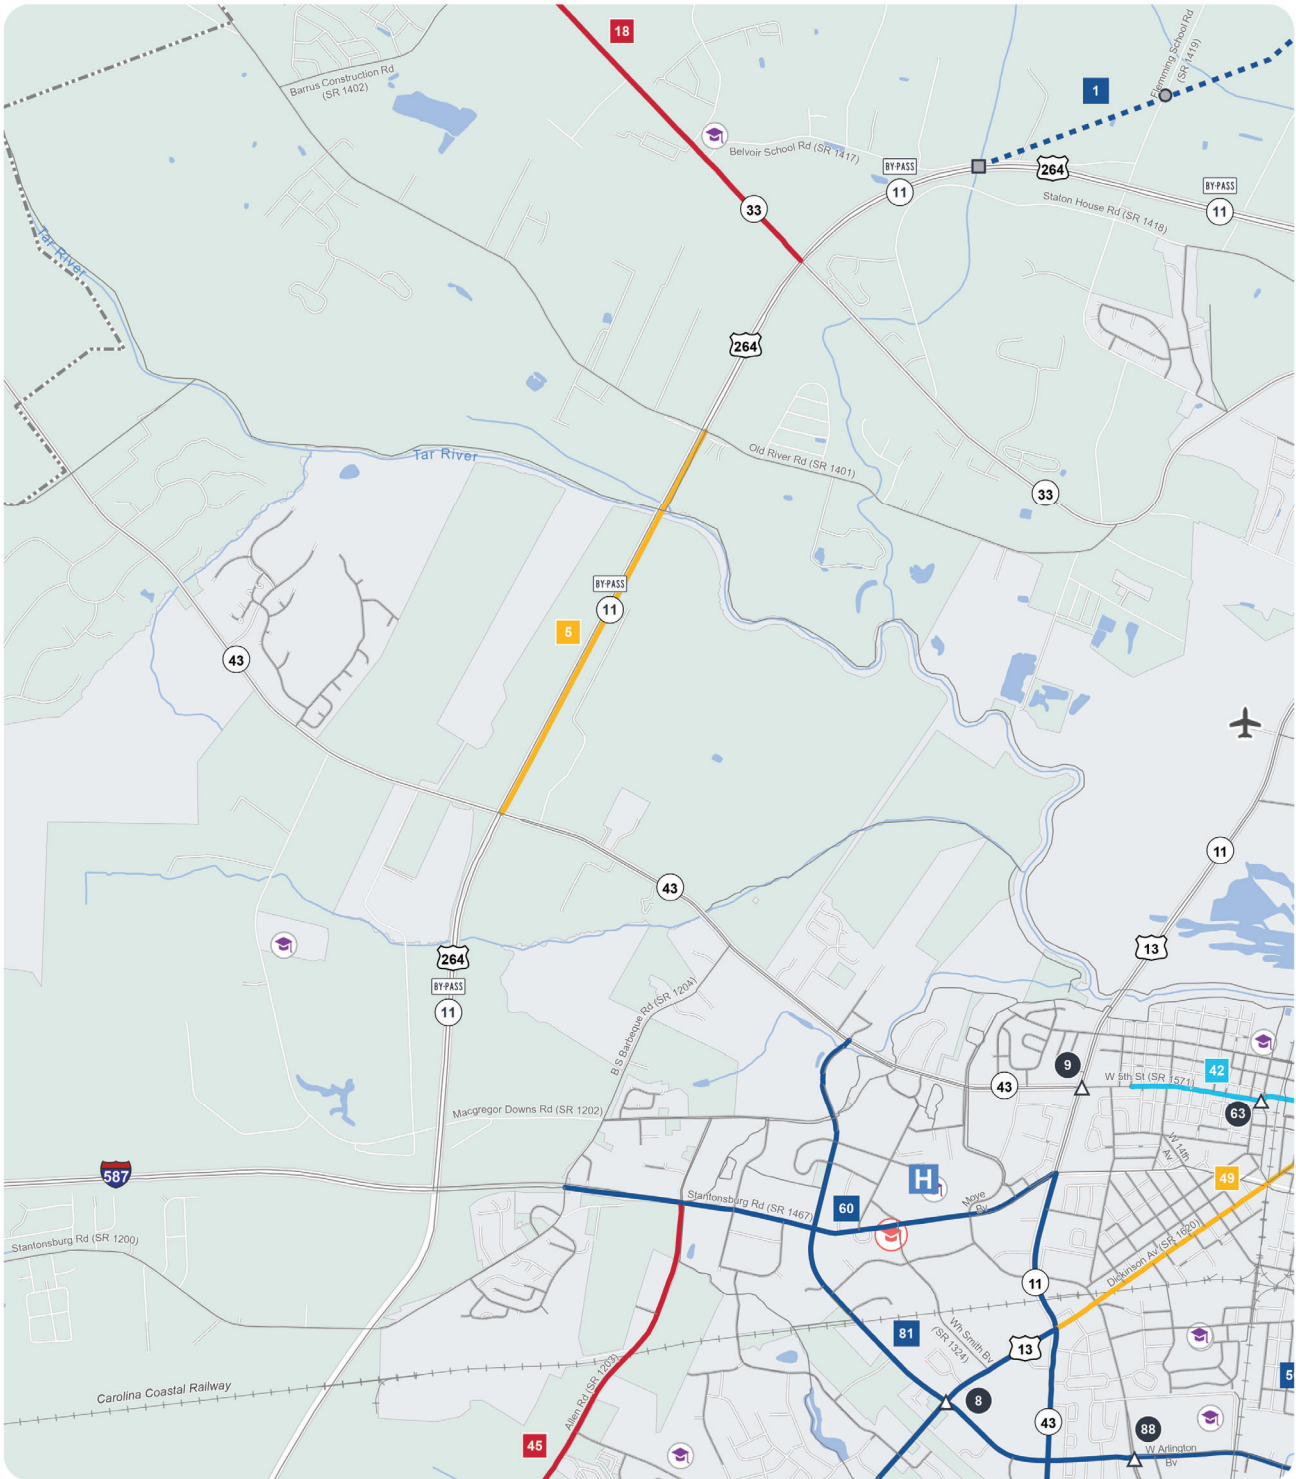 18
Flemming School Rd
(SR 1419)
Barrus Construction Rd
(SR 1402)
1
Belvoir School Rd (SR 1417)
BY-PASS
11
264
BY-PASS
11
Staton House Rd (SR 1418)
33
Tar River
264
Tar River
Old River Rd (SR 1401)
33
BY-PASS
11
5
43
11
43
13
264
BY-PASS
11
B S Barbeque Rd (SR 1204)
9
43
W 5th St (SR 1571)
42
63
Macgregor Downs Rd (SR 1202)
W 14th
Av
587
H
49
Stantonsburg Rd (SR 1467)
60
Move
Bv
Stantonsburg Rd (SR 1200)
Dickinson Av (SR 1620)
11
81
Wh Smith Bv
(SR 1324)
13
5
Carolina Coastal Railway
Allen Rd (SR 1203)
8
43
88
45
W Arlington
Bv